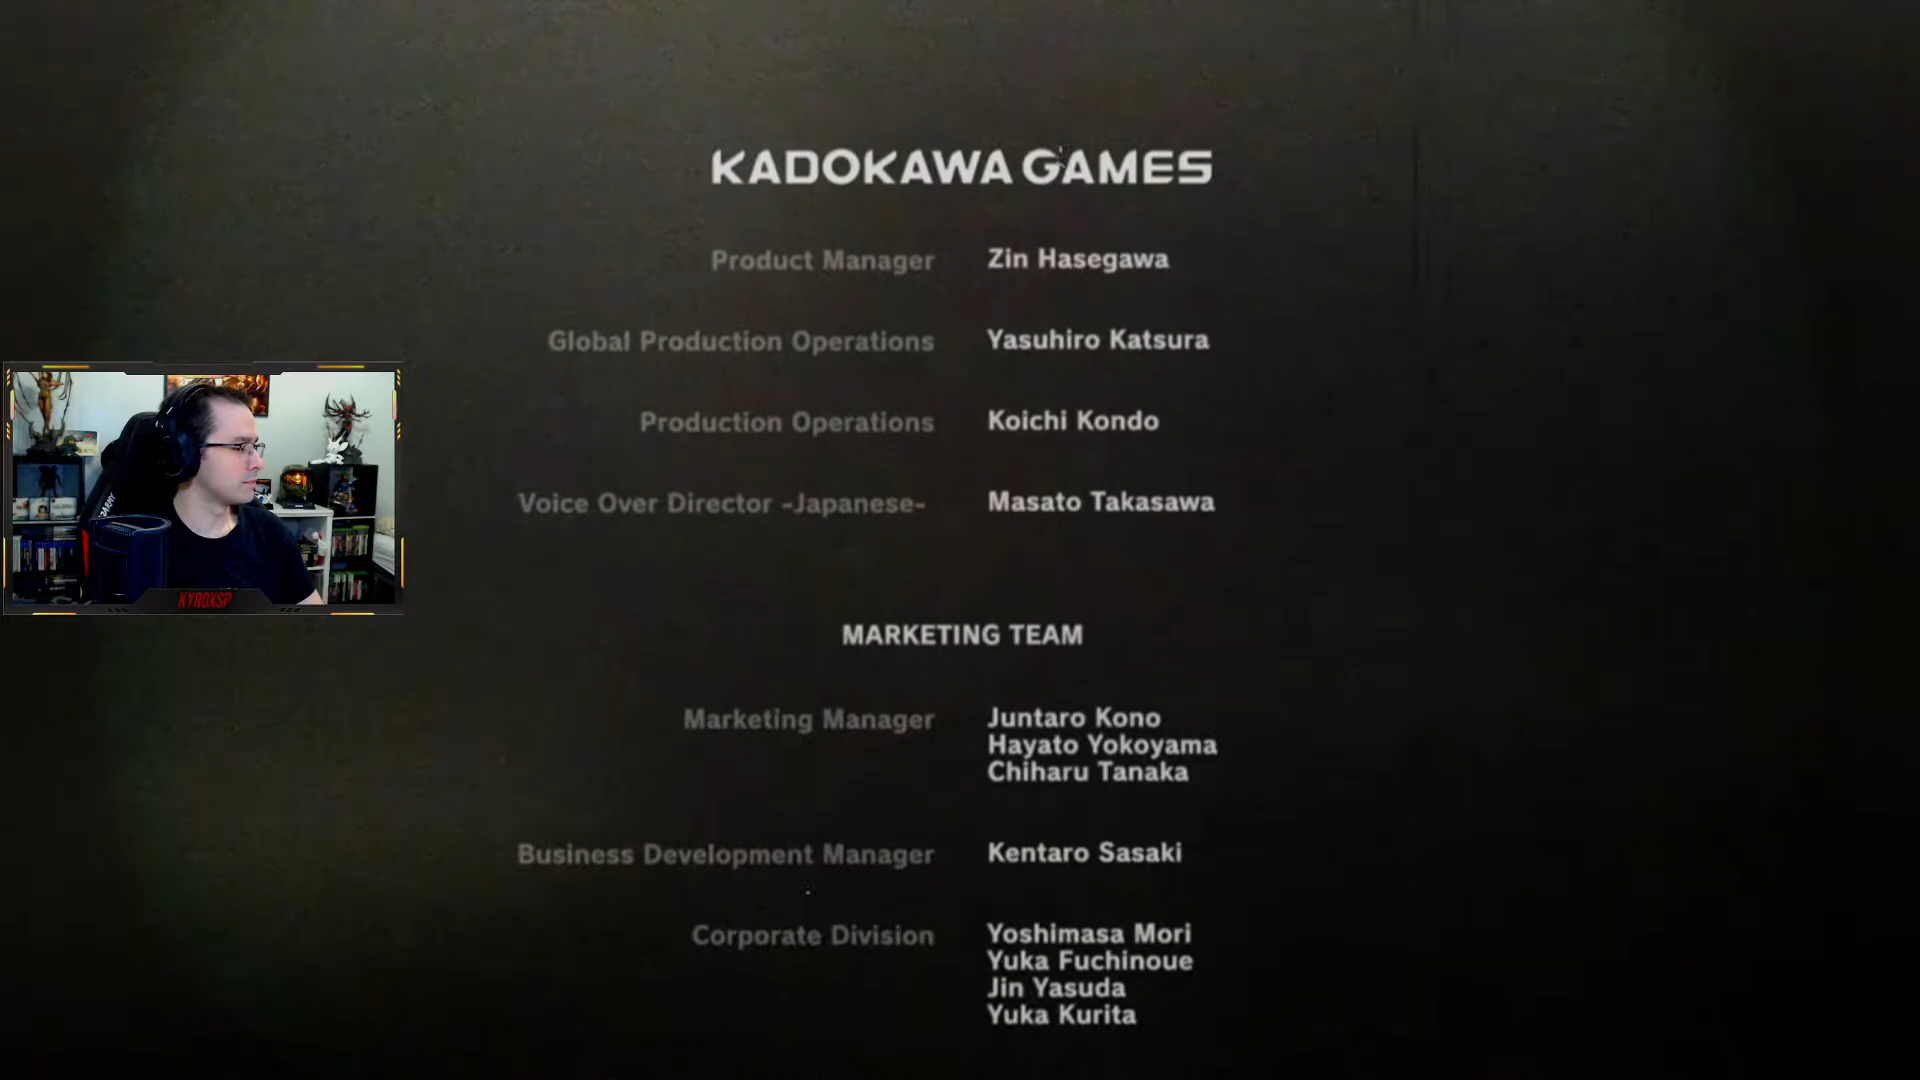 KADOKAWA GAMES
Product Manager Zin Hasegawa
Global Production Operations Yasuhiro Katsura
Production Operations Koichi Kondo
Voice Over Director -Japanese- Masato Takasawa
MARKETING TEAM
Marketing Manager Juntaro Kono
Hayato Yokoyama
Chiharu Tanaka
Business Development Manager Kentaro Sasaki
Corporate Division Yoshimasa Mori
Yuka Fuchinoue
Jin Yasuda
Yuka Kurita
KYROXSP